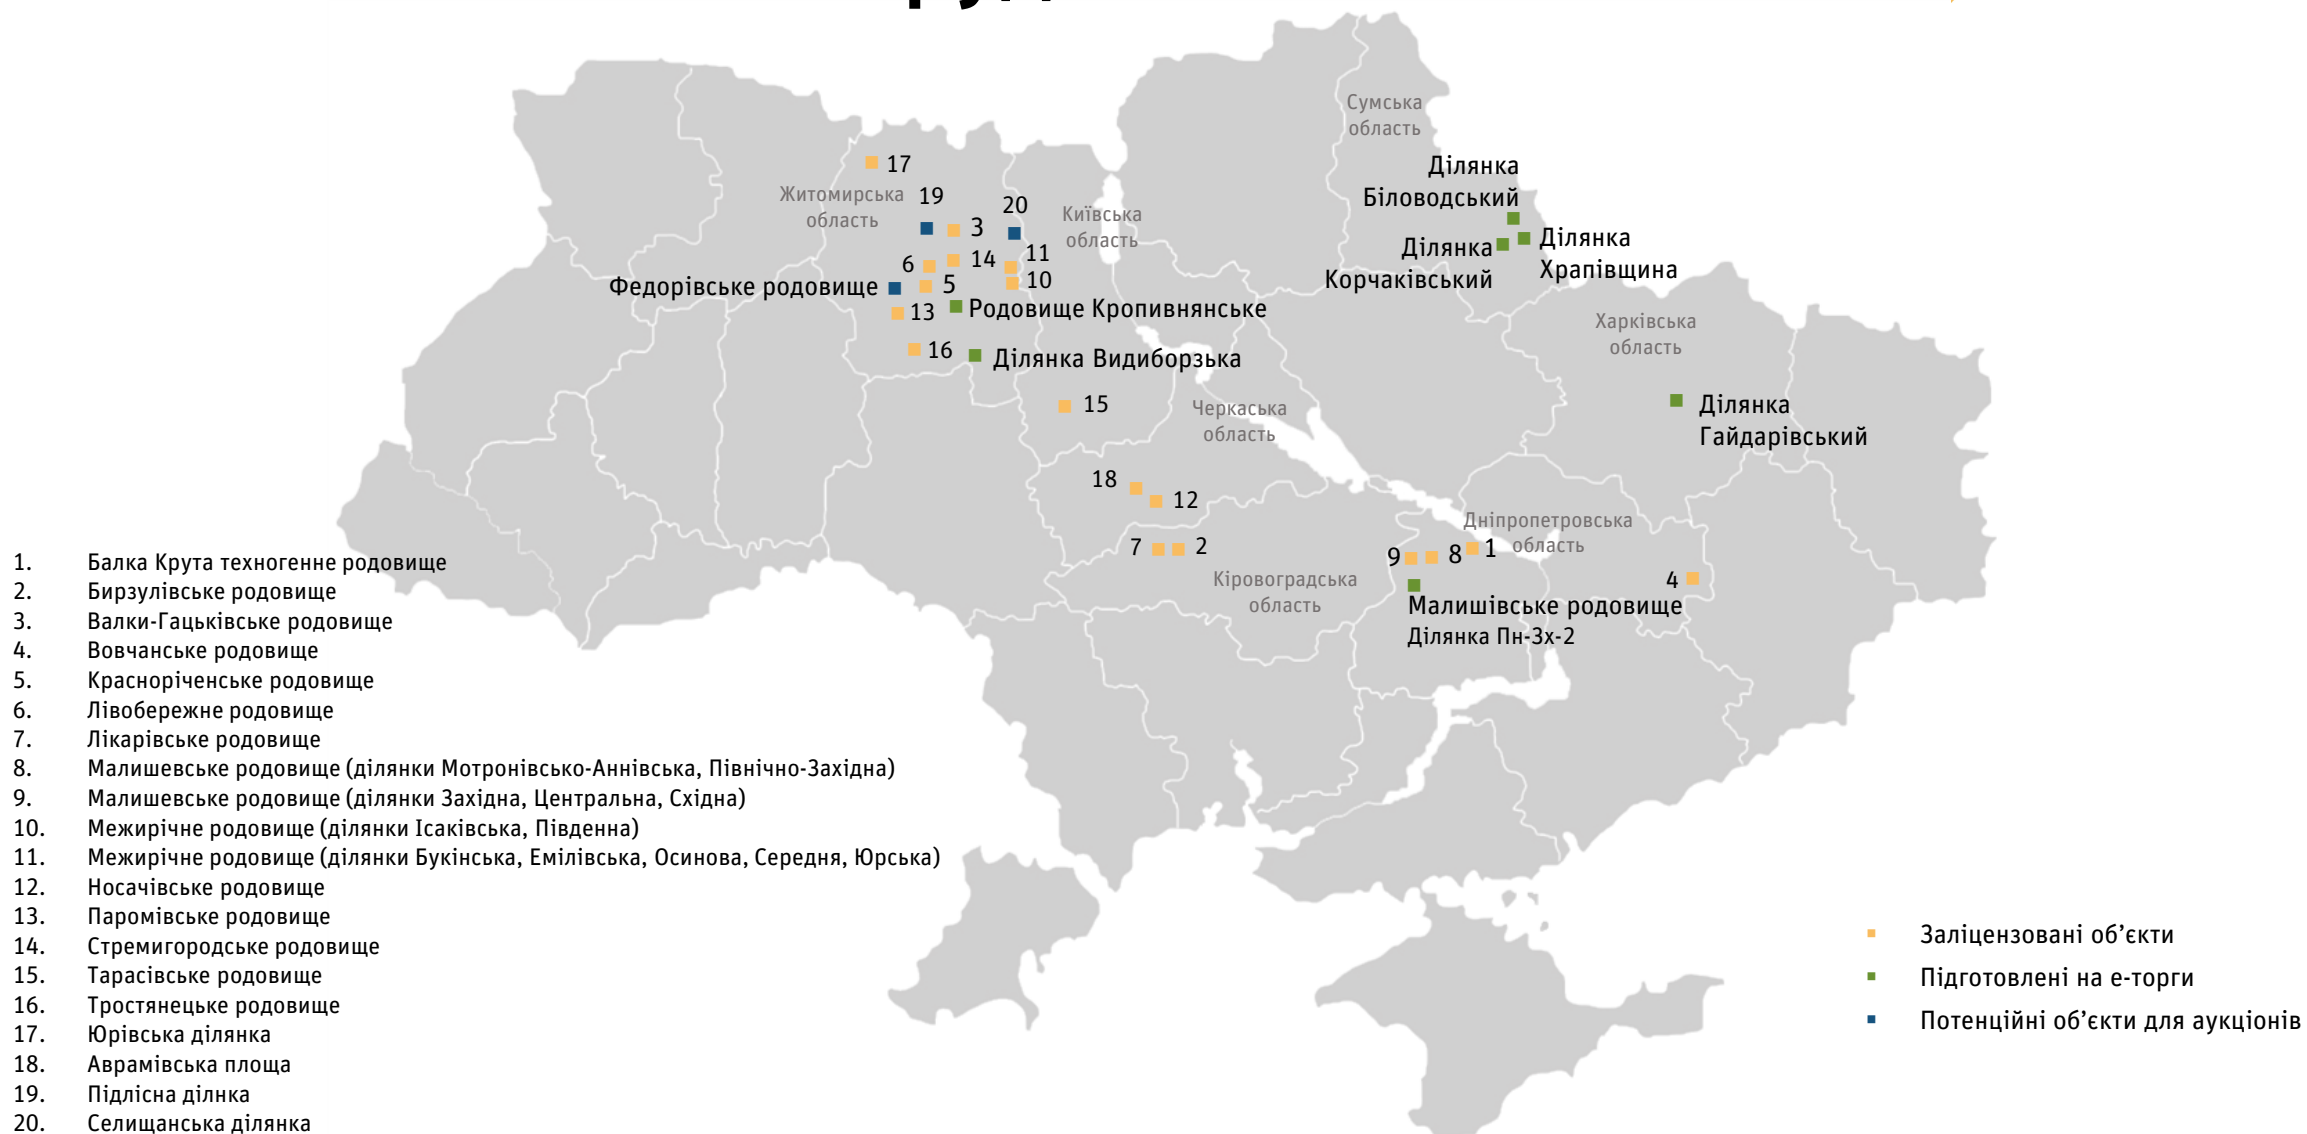 Сумська
область
Ділянка
Біловодський
17
Житомирська
область
19
20
Київська
область
3
Ділянка
Корчаківський
Ділянка
Храпівщина
6
14
11
Федорівське родовище
5
10
13
Родовище Кропивнянське
Харківська
область
16
Ділянка Видиборзька
15
Черкаська
область
Ділянка
Гайдарівський
18
12
Дніпропетровська
область
7
2
9
8
1
Кіровоградська
область
4
Малишівське родовище
Ділянка Пн-Зх-2
1. Балка Крута техногенне родовище
2. Бирзулівське родовище
3. Валки-Гацьківське родовище
4. Вовчанське родовище
5. Красноріченське родовище
6. Лівобережне родовище
7. Лікарівське родовище
8. Малишевське родовище (ділянки Мотронівсько-Аннівська, Північно-Західна)
9. Малишевське родовище (ділянки Західна, Центральна, Східна)
10. Межирічне родовище (ділянки Ісаківська, Південна)
11. Межирічне родовище (ділянки Букінська, Емілівська, Осинова, Середня, Юрська)
12. Носачівське родовище
13. Паромівське родовище
14. Стремигородське родовище
15. Тарасівське родовище
16. Тростянецьке родовище
17. Юрівська ділянка
18. Аврамівська площа
19. Підлісна ділнка
20. Селищанська ділянка
Заліцензовані об’єкти
Підготовлені на е-торги
Потенційні об’єкти для аукціонів